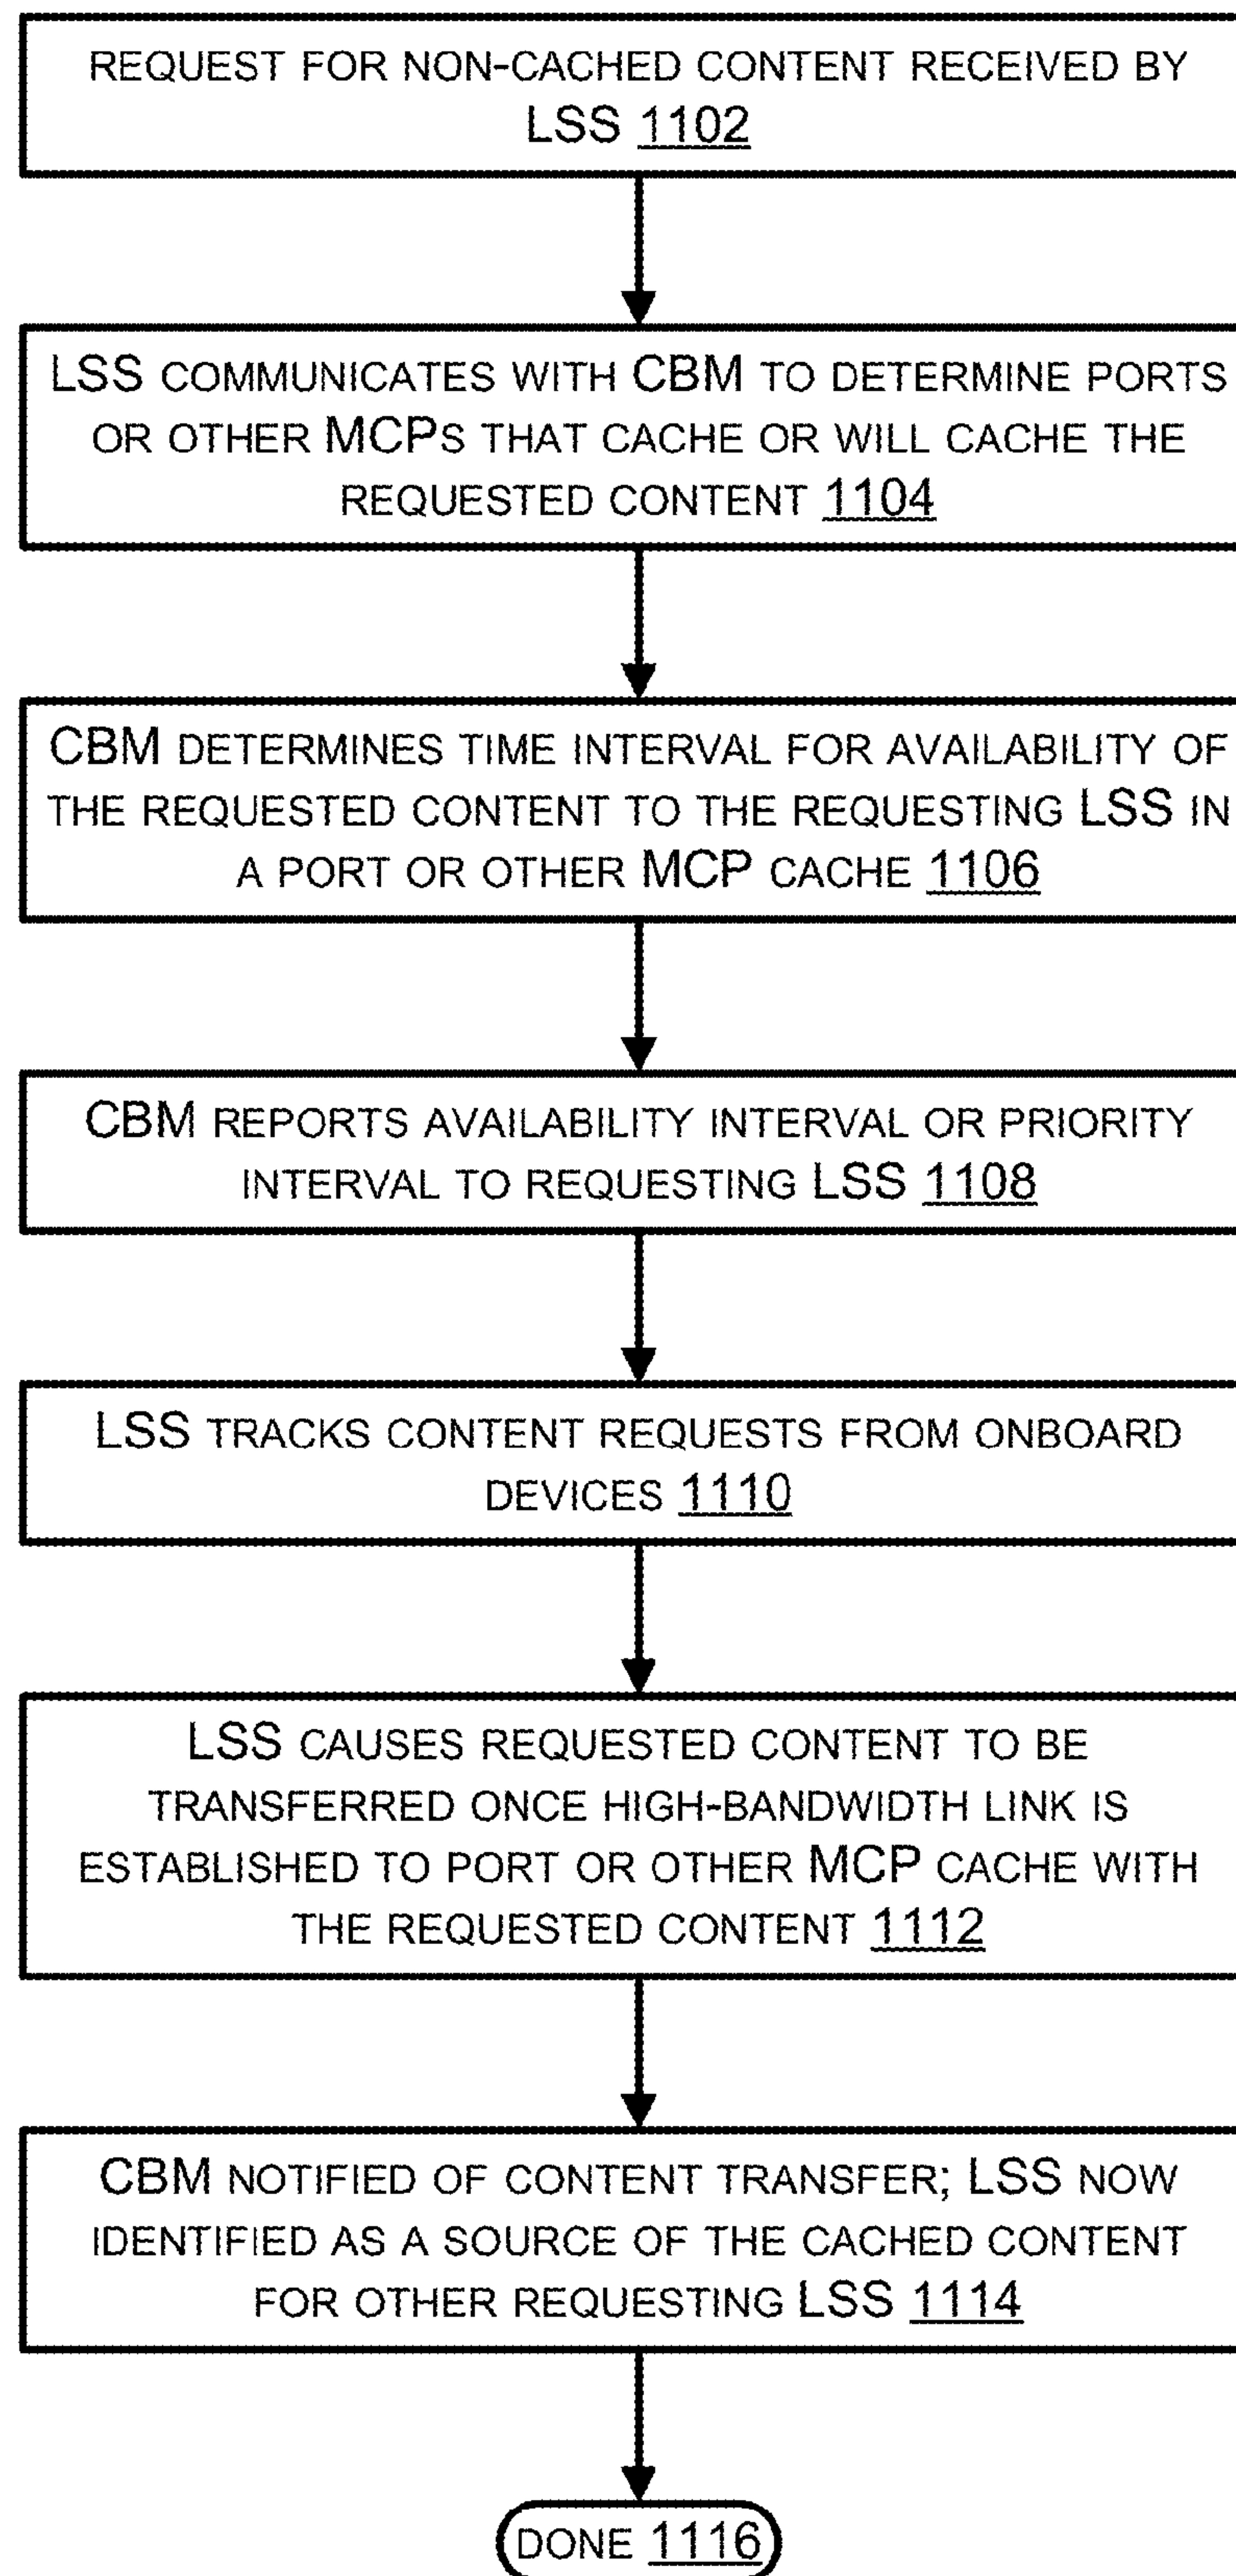 REQUEST FOR NON-CACHED CONTENT RECEIVED BY
LSS 1102
LSS COMMUNICATES WITH CBM TO DETERMINE PORTS
OR OTHER MCPS THAT CACHE OR WILL CACHE THE
REQUESTED CONTENT 1104
CBM DETERMINES TIME INTERVAL FOR AVAILABILITY OF
THE REQUESTED CONTENT TO THE REQUESTING LSS IN
A PORT OR OTHER MCP CACHE 1106
CBM REPORTS AVAILABILITY INTERVAL OR PRIORITY
INTERVAL TO REQUESTING LSS 1108
LSS TRACKS CONTENT REQUESTS FROM ONBOARD
DEVICES 1110
LSS CAUSES REQUESTED CONTENT TO BE
TRANSFERRED ONCE HIGH-BANDWIDTH LINK IS
ESTABLISHED TO PORT OR OTHER MCP CACHE WITH
THE REQUESTED CONTENT 1112
CBM NOTIFIED OF CONTENT TRANSFER; LSS NOW
IDENTIFIED AS A SOURCE OF THE CACHED CONTENT
FOR OTHER REQUESTING LSS 1114
DONE 1116